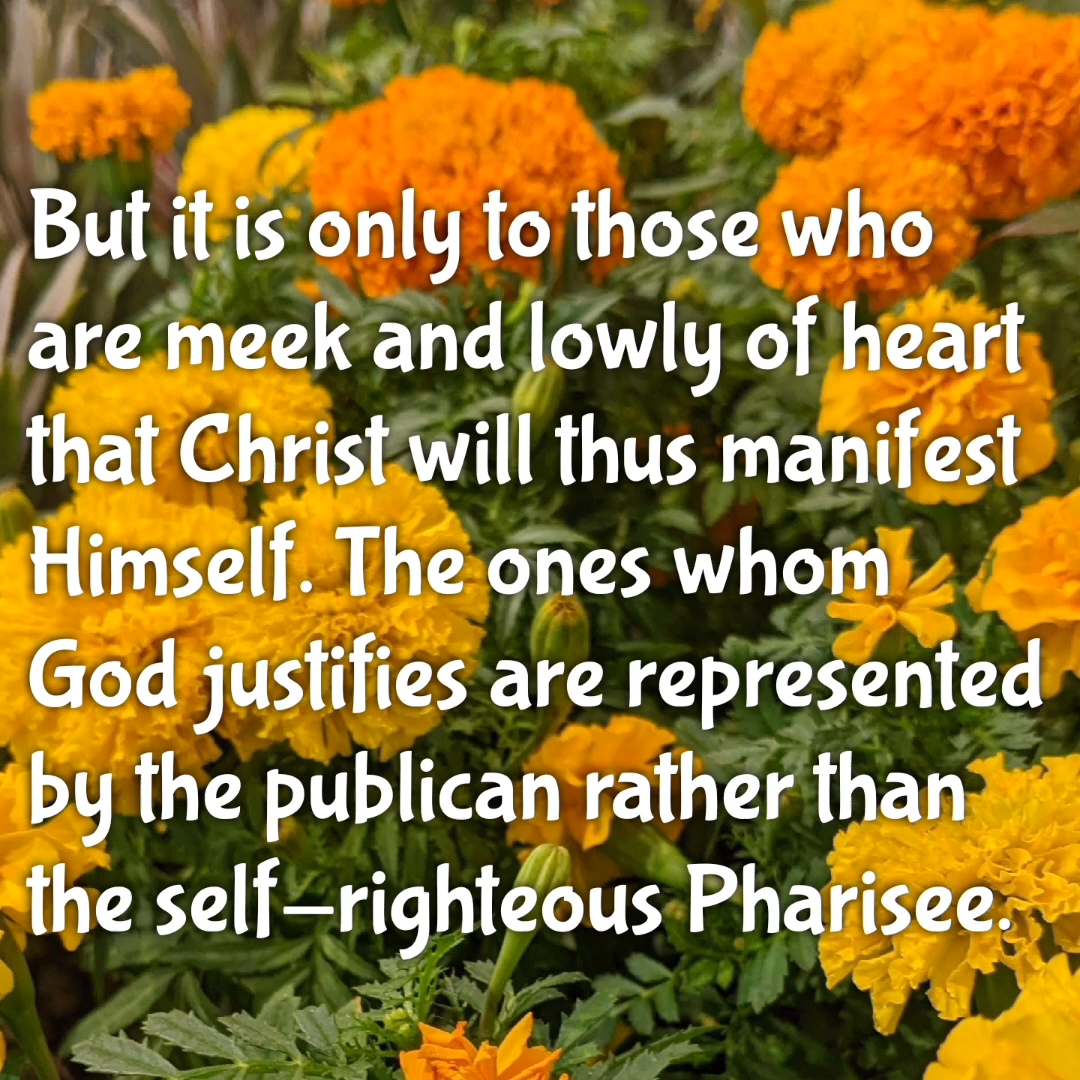 But it is only to those who
are meek and lowly of heart
that Christ will thus manifest
Himself. The ones whom
God justifies are represented
by the publican rather than
the self–righteous Pharisee.